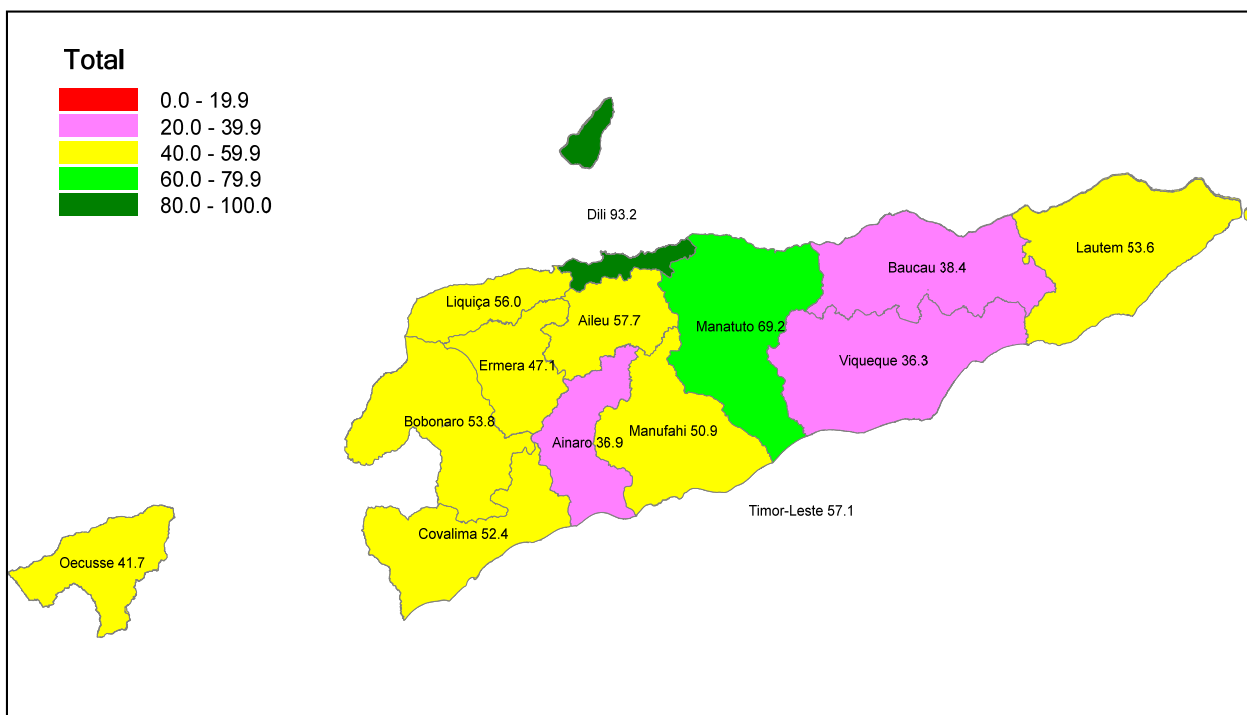 Total
0.0 - 19.9
20.0 - 39.9
40.0 - 59.9
60.0 - 79.9
80.0 - 100.0
Dili 93.2
Lautem 53.6
Baucau 38.4
Liquiça 56.0
Aileu 57.7
Manatuto 69.2
Viqueque 36.3
Ermera 47.1
Bobonaro 53.8
Manufahi 50.9
Ainaro 36.9
Timor-Leste 57.1
Covalima 52.4
Oecusse 41.7